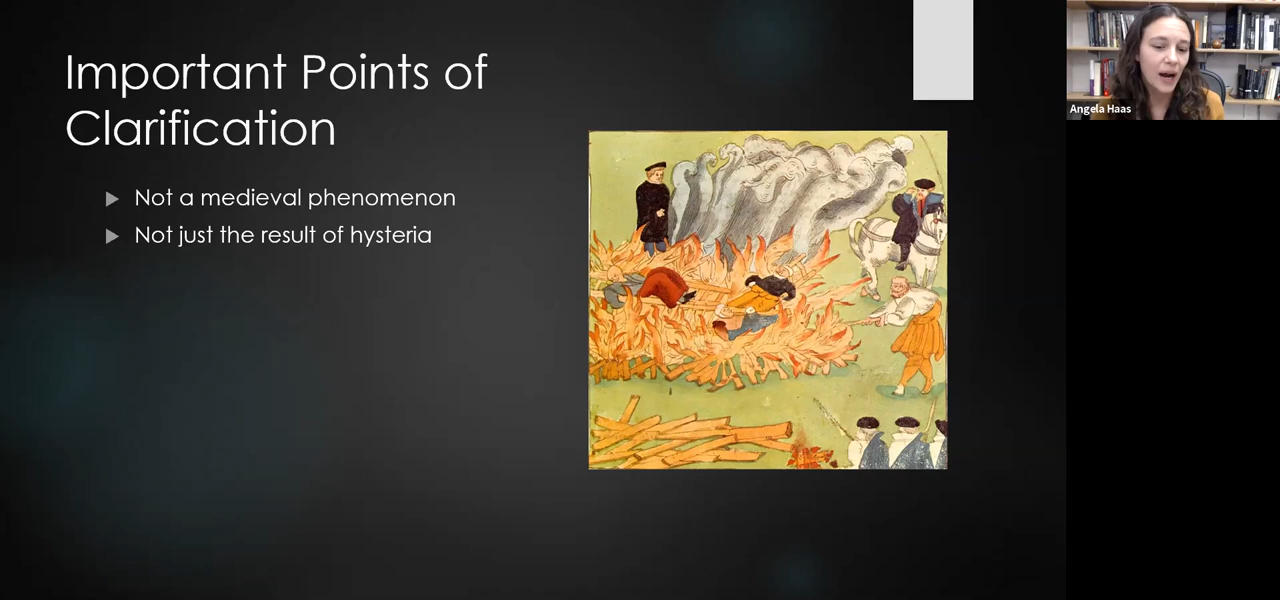 Important Points of
Clarification
Not a medieval phenomenon
Not just the result of hysteria
Angela Haas